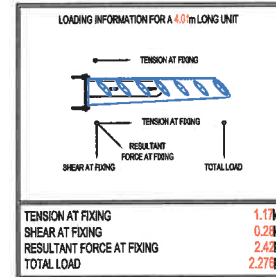 LOADING INFORMATION FOR A 4.01m LONG UNIT
TENSION AT FIXING
TENSION AT FIXING
RESULTANT
FORCE AT FIXING
SHEAR AT FIXING
TOTAL LOAD
TENSION AT FIXING 1.17
SHEAR AT FIXING 0.28
RESULTANT FORCE AT FIXING 2.42
TOTAL LOAD 2.276